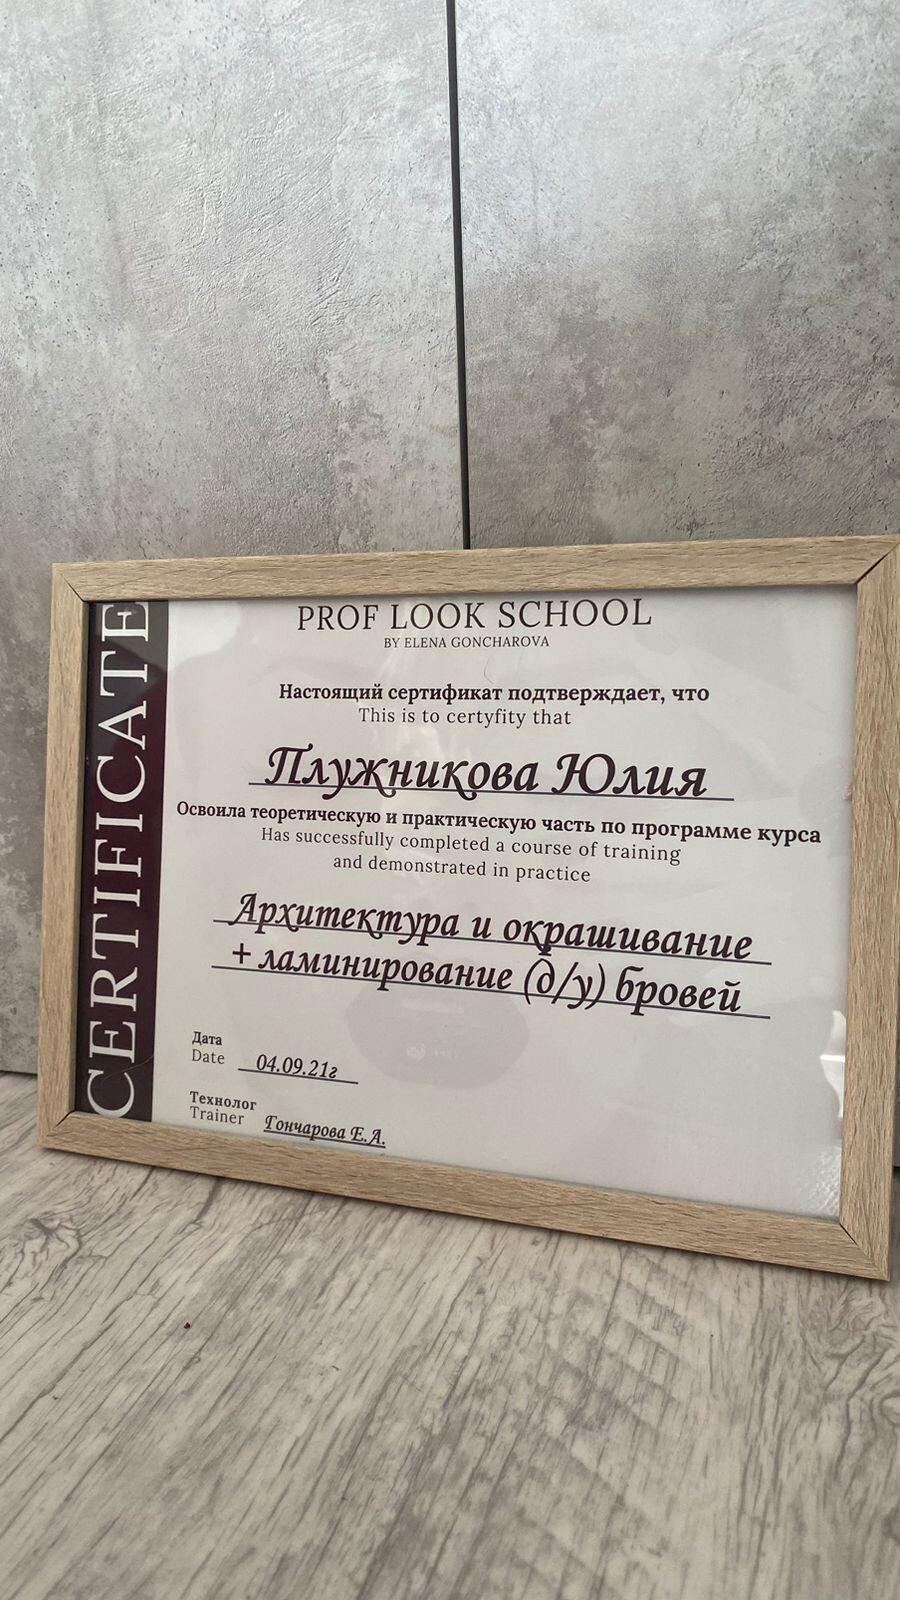 CERTIFICATE
PROF LOOK SCHOOL
BY ELENA GONCHAROVA
Настоящий сертификат подтверждает, что
This is to certyfity that
Плужникова Юлия
Освоила теоретическую и практическую часть по программе курса
Has successfully completed a course of training
and demonstrated in practice
Архитектура и окрашивание
+ ламинирование (д/у) бровей
Дата
Date 04.09.21г
Технолог
Trainer Гончарова Е.А.